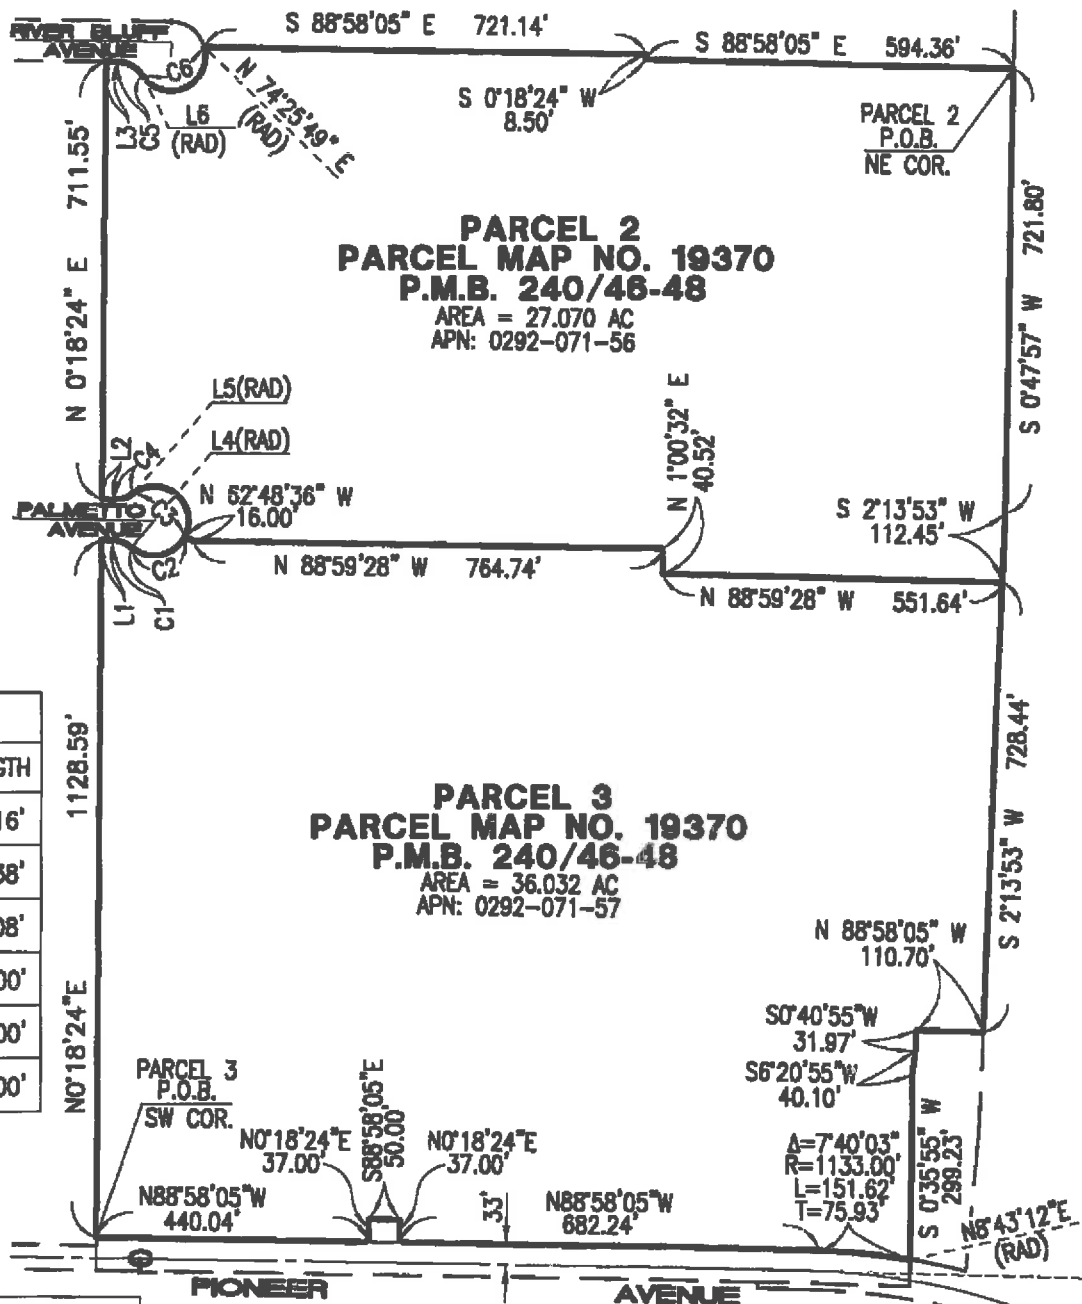 RIVER BLUFF
AVENUE
S 88°58'05" E 721.14'
S 88°58'05" E 594.36'
C6
N 74°25'49" E
(RAD)
S 0°18'24" W
8.50'
L3
C5
L6
(RAD)
PARCEL 2
P.O.B.
NE COR.
N 0°18'24" E 711.55'
S 0°47'57" W 721.80'
PARCEL 2
PARCEL MAP NO. 19370
P.M.B. 240/46-48
AREA = 27.070 AC
APN: 0292-071-56
L5(RAD)
L4(RAD)
L2
C4
C3
PALMETTO
AVENUE
N 52°48'36" W
16.00'
N 1°00'32" E
40.52'
S 2°13'53" W
112.45'
C2
L1
C1
N 88°59'28" W 764.74'
N 88°59'28" W 551.64'
GTH
16'
38'
08'
00'
00'
00'
N0°18'24"E 1128.59'
S 2°13'53" W 728.44'
PARCEL 3
PARCEL MAP NO. 19370
P.M.B. 240/46-48
AREA = 36.032 AC
APN: 0292-071-57
N 88°58'05" W
110.70'
S0°40'55"W
31.97'
S6°20'55"W
40.10'
PARCEL 3
P.O.B.
SW COR.
N0°18'24"E
37.00'
S88°58'05"E
50.00'
N0°18'24"E
37.00'
Δ=7°40'03"
R=1133.00'
L=151.62'
T=75.93'
S 0°35'55" W
299.23'
N8°43'12"E
(RAD)
N88°58'05"W
440.04'
33'
N88°58'05"W
682.24'
PIONEER
AVENUE